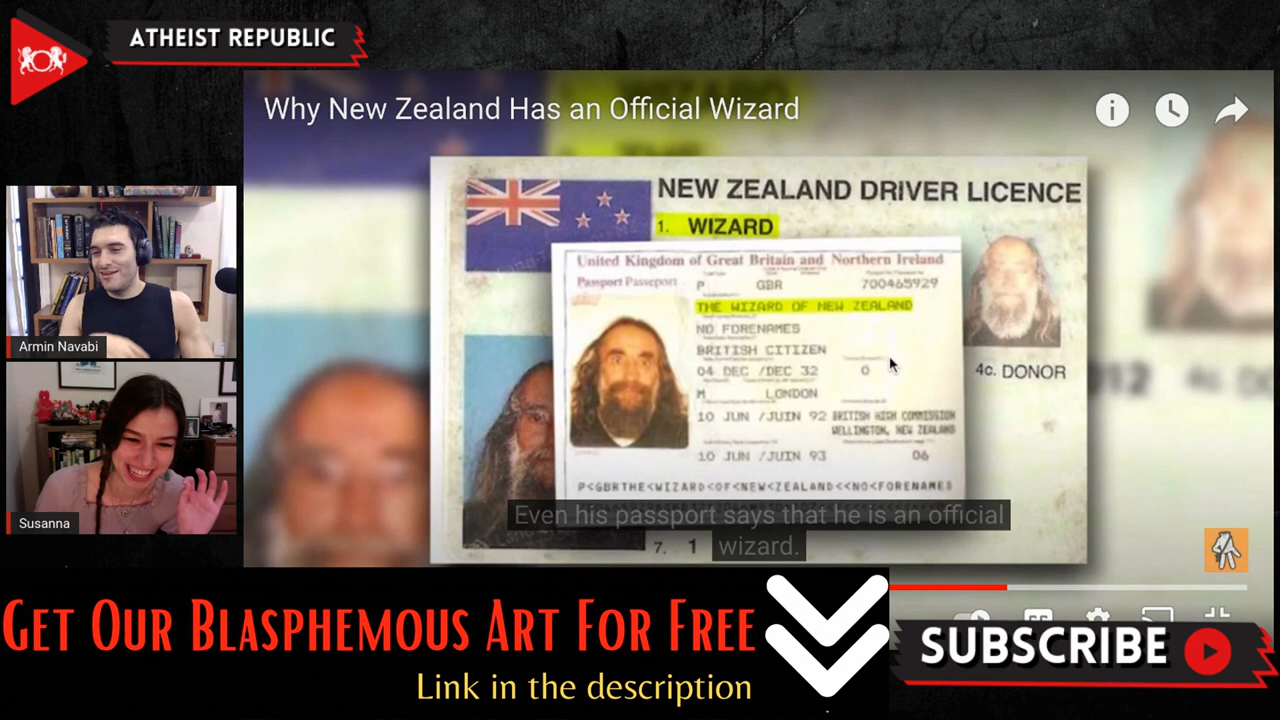 ATHEIST REPUBLIC
Why New Zealand Has an Official Wizard
NEW ZEALAND DRIVER LICENCE
1. WIZARD
United Kingdom of Great Britain and Northern Ireland
Passport Passeport
P GBR 700465929
THE WIZARD OF NEW ZEALAND
NO FORENAMES
BRITISH CITIZEN
04 DEC /DEC 32 0
M LONDON
10 JUN /JUIN 92 BRITISH HIGH COMMISSION
WELLINGTON, NEW ZEALAND
10 JUN /JUIN 93 06
P<GBRTHE<WIZARD<OF<NEW<ZEALAND<<NO<FORENAMES
4c. DONOR
Even his passport says that he is an official
wizard.
7. 1
Armin Navabi
Susanna
GET OUR BLASPHEMOUS ART FOR FREE
Link in the description
SUBSCRIBE